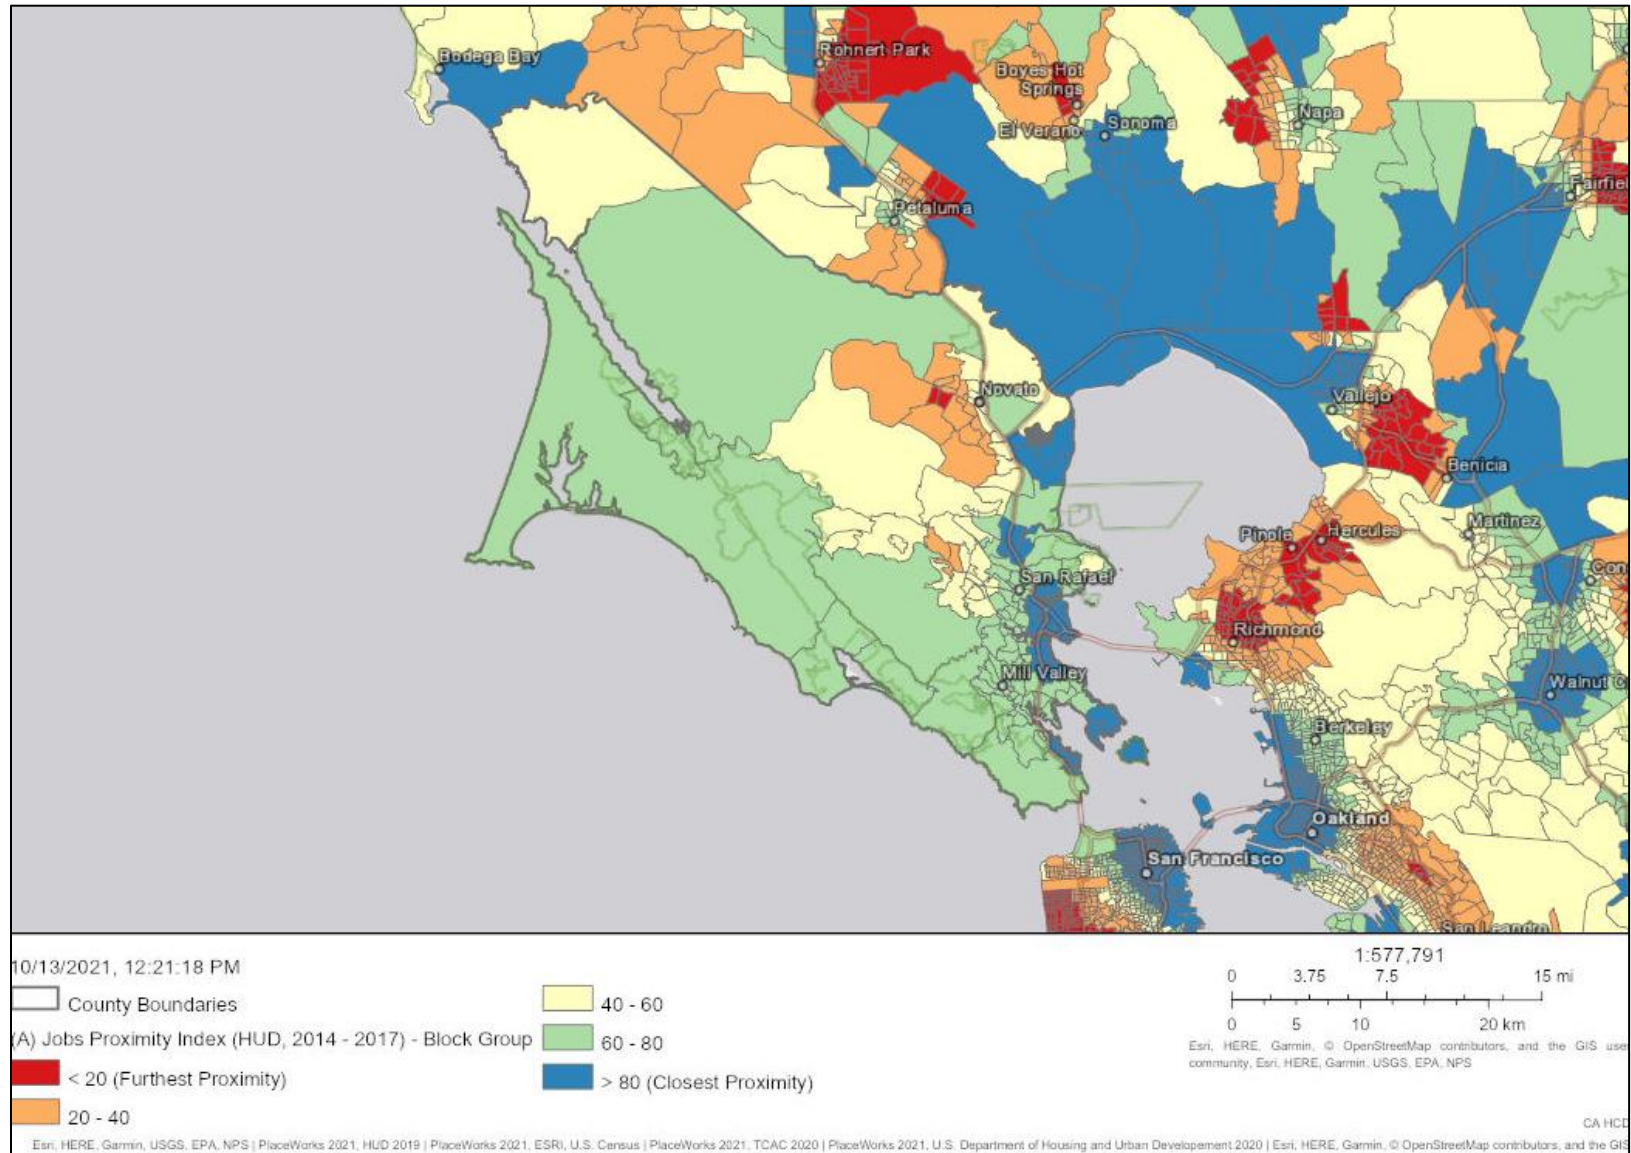 Bodega Bay
Rohnert Park
Boyes Hot
Springs
El Verano
Sonoma
Napa
Fairfie
Petaluma
Novato
Vallejo
Benicia
Martinez
Pinole
Hercules
Con
San Rafael
Richmond
Mill Valley
Walnut C
Berkeley
Oakland
San Francisco
San Leandro
10/13/2021, 12:21:18 PM
County Boundaries
(A) Jobs Proximity Index (HUD, 2014 - 2017) - Block Group
< 20 (Furthest Proximity)
20 - 40
40 - 60
60 - 80
> 80 (Closest Proximity)
1:577,791
0 3.75 7.5 15 mi
0 5 10 20 km
Esri, HERE, Garmin, © OpenStreetMap contributors, and the GIS user
community, Esri, HERE, Garmin, USGS, EPA, NPS
CA HCD
Esri, HERE, Garmin, USGS, EPA, NPS | PlaceWorks 2021, HUD 2019 | PlaceWorks 2021, ESRI, U.S. Census | PlaceWorks 2021, TCAC 2020 | PlaceWorks 2021, U.S. Department of Housing and Urban Developement 2020 | Esri, HERE, Garmin, © OpenStreetMap contributors, and the GIS